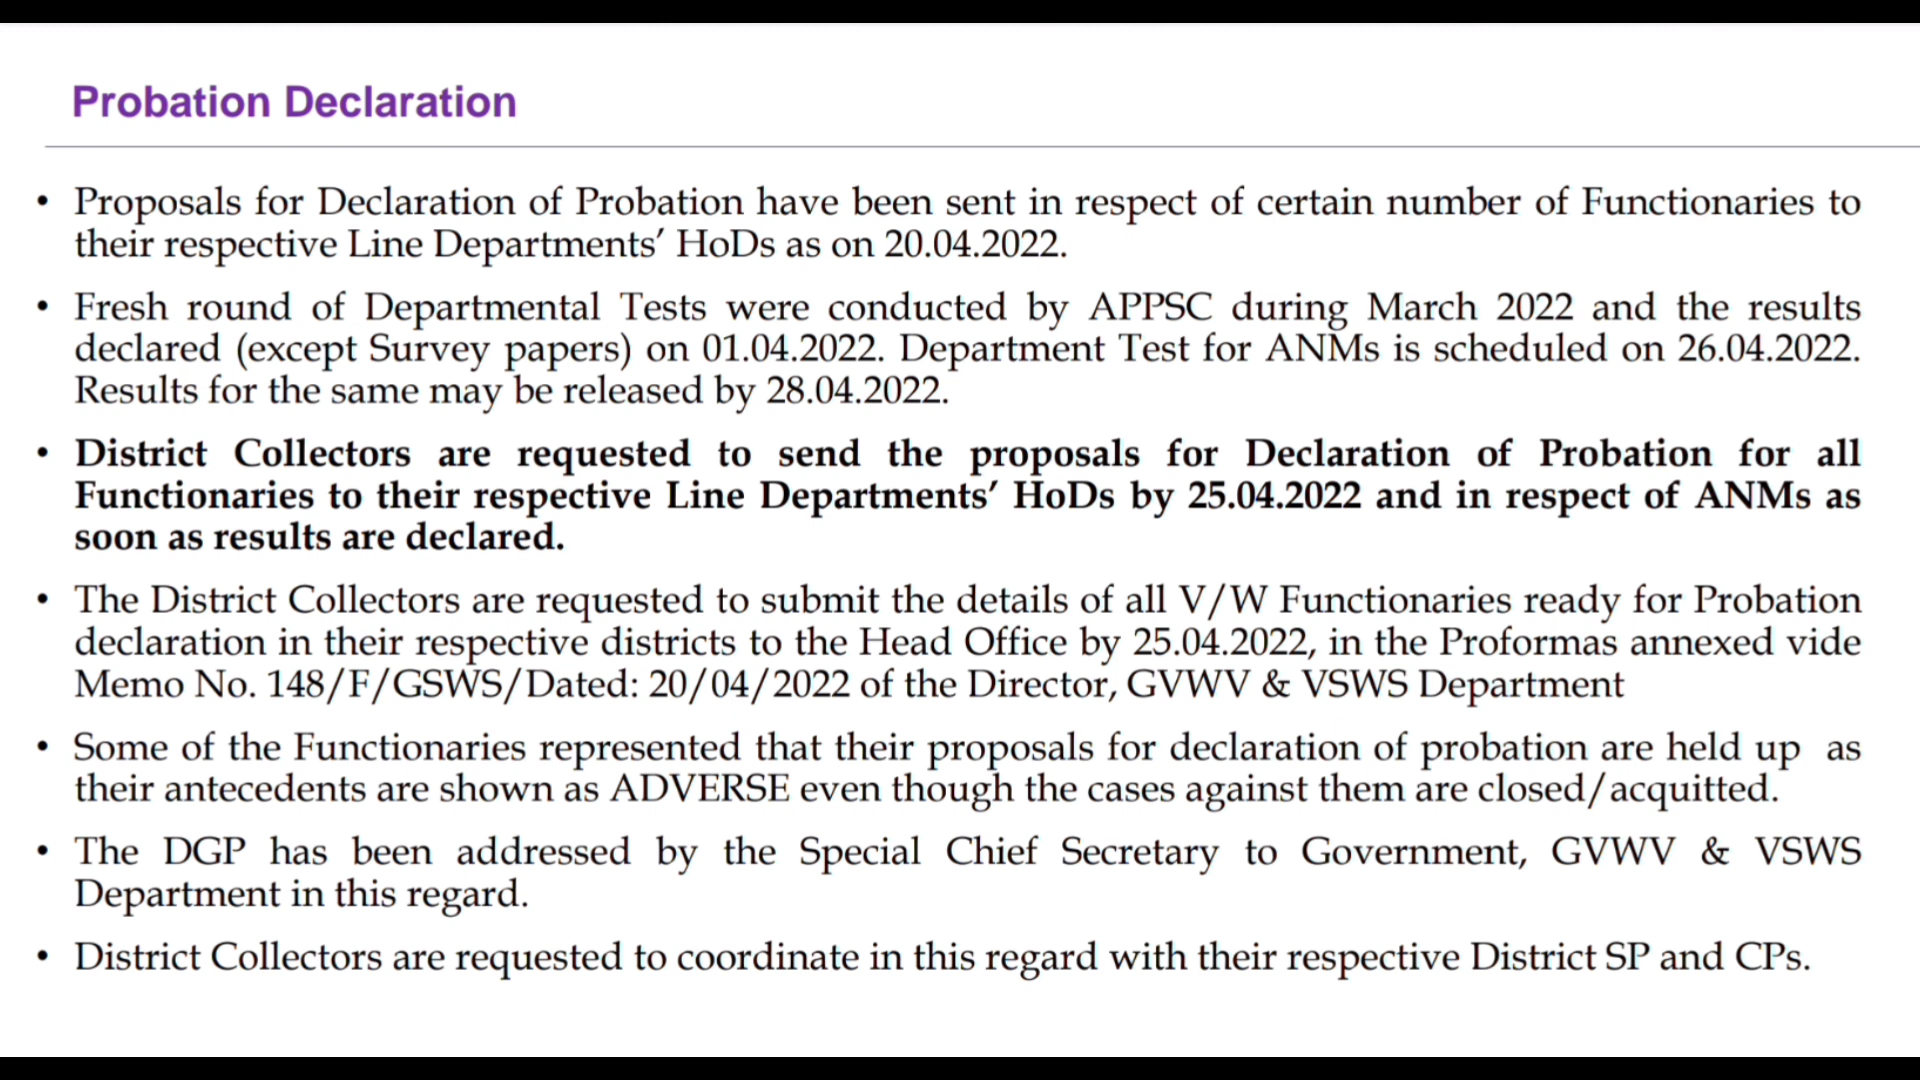 Probation Declaration
• Proposals for Declaration of Probation have been sent in respect of certain number of Functionaries to
their respective Line Departments’ HoDs as on 20.04.2022.
• Fresh round of Departmental Tests were conducted by APPSC during March 2022 and the results
declared (except Survey papers) on 01.04.2022. Department Test for ANMs is scheduled on 26.04.2022.
Results for the same may be released by 28.04.2022.
• District Collectors are requested to send the proposals for Declaration of Probation for all
Functionaries to their respective Line Departments’ HoDs by 25.04.2022 and in respect of ANMs as
soon as results are declared.
• The District Collectors are requested to submit the details of all V/W Functionaries ready for Probation
declaration in their respective districts to the Head Office by 25.04.2022, in the Proformas annexed vide
Memo No. 148/F/GSWS/Dated: 20/04/2022 of the Director, GVWV & VSWS Department
• Some of the Functionaries represented that their proposals for declaration of probation are held up as
their antecedents are shown as ADVERSE even though the cases against them are closed/acquitted.
• The DGP has been addressed by the Special Chief Secretary to Government, GVWV & VSWS
Department in this regard.
• District Collectors are requested to coordinate in this regard with their respective District SP and CPs.